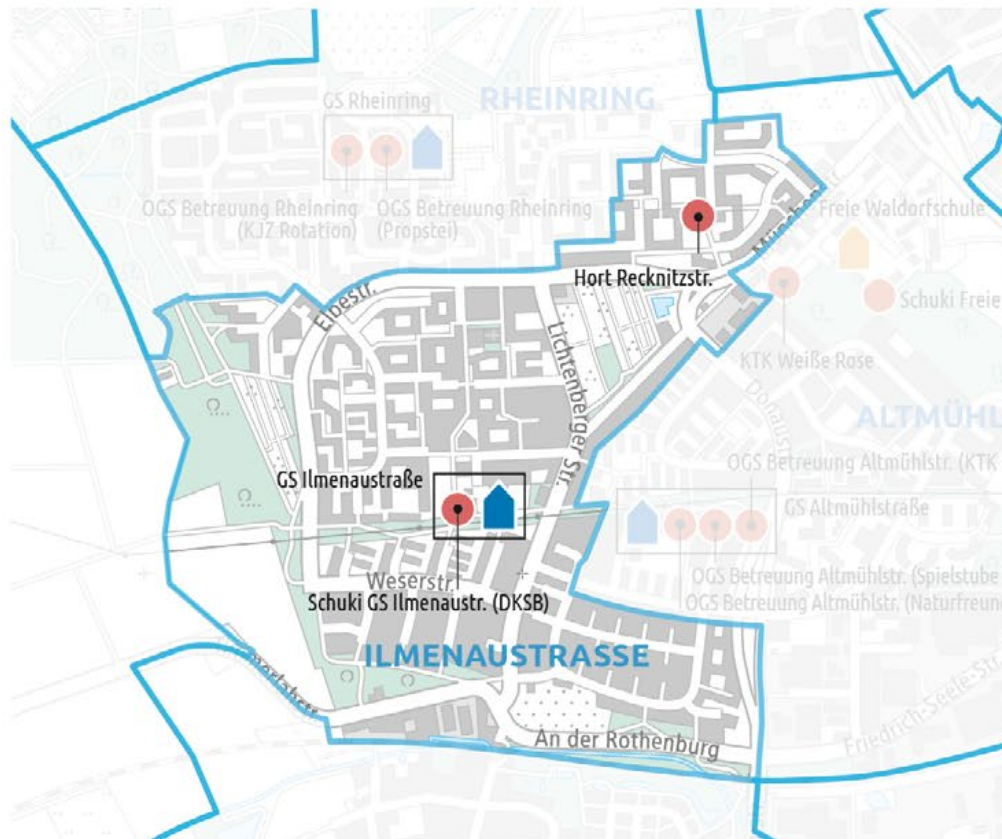 GS Rheinring
RHEINRING
OGS Betreuung Rheinring
(KJZ Rotation)
OGS Betreuung Rheinring
(Propstei)
Freie Waldorfschule
Hort Recknitzstr.
Schuki Freie
Elbestr.
Lichtenberger Str.
KTK Weiße Rose
Donaustr
ALTMÜHL
OGS Betreuung Altmühlstr. (KTK
GS Ilmenaustraße
GS Altmühlstraße
Weserstr.
Schuki GS Ilmenaustr. (DKSB)
OGS Betreuung Altmühlstr. (Spielstube
OGS Betreuung Altmühlstr. (Naturfreun
ILMENAUSTRASSE
An der Rothenburg
Friedrich-Seele-Str